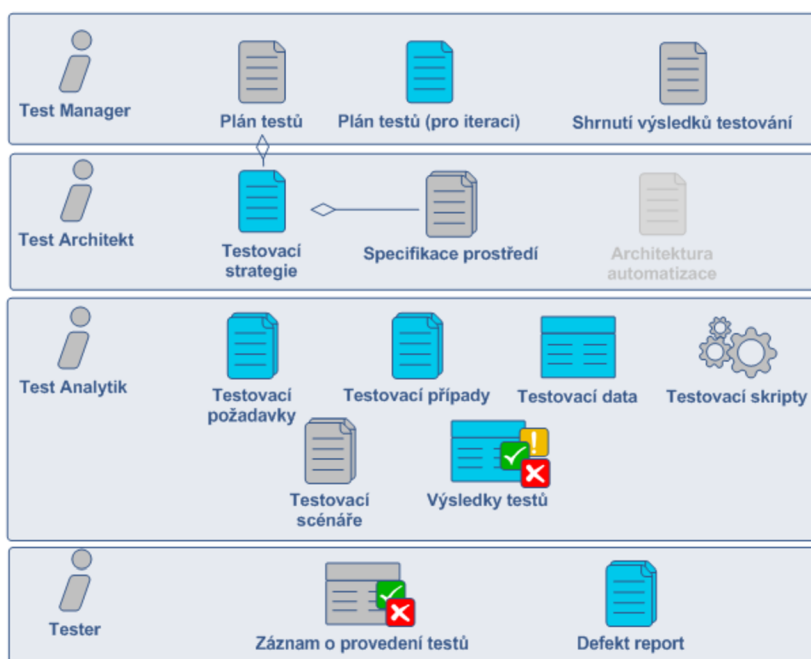 Test Manager
Plán testů
Plán testů (pro iteraci)
Shrnutí výsledků testování
Test Architekt
Testovací
strategie
Specifikace prostředí
Architektura
automatizace
Test Analytik
Testovací
požadavky
Testovací případy
Testovací data
Testovací skripty
Testovací
scénáře
Výsledky testů
Tester
Záznam o provedení testů
Defekt report